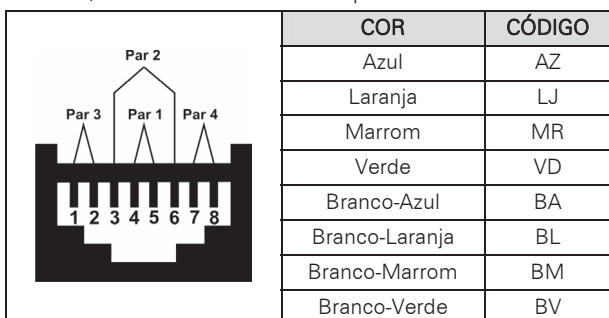 Par 2
Par 3 Par 1 Par 4
1 2 3 4 5 6 7 8
COR CÓDIGO
Azul AZ
Laranja LJ
Marrom MR
Verde VD
Branco-Azul BA
Branco-Laranja BL
Branco-Marrom BM
Branco-Verde BV